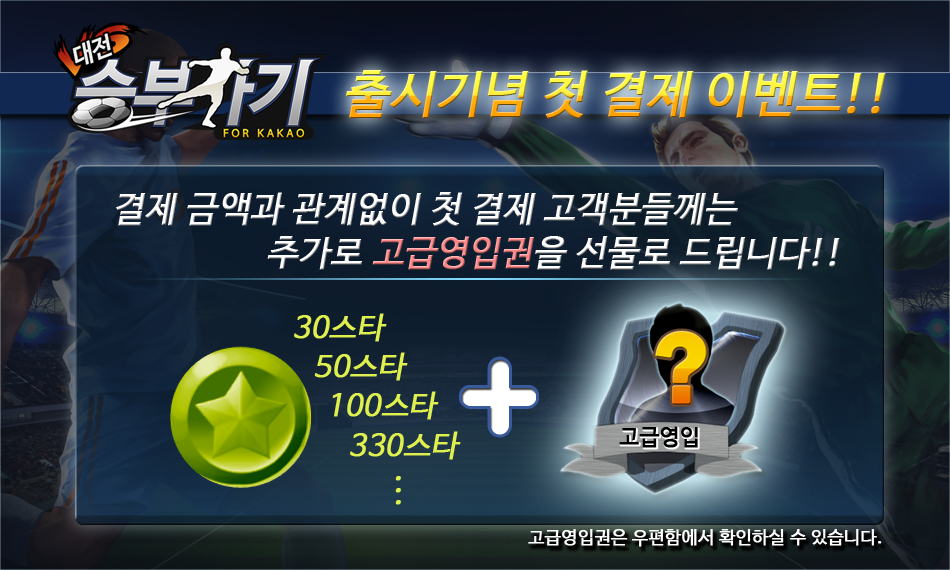 대전
승부차기
FOR KAKAO
출시기념 첫 결제 이벤트!!
결제 금액과 관계없이 첫 결제 고객분들께는
추가로 고급영입권을 선물로 드립니다!!
30스타
50스타
100스타
330스타
⋮
+
?
고급영입
고급영입권은 우편함에서 확인하실 수 있습니다.